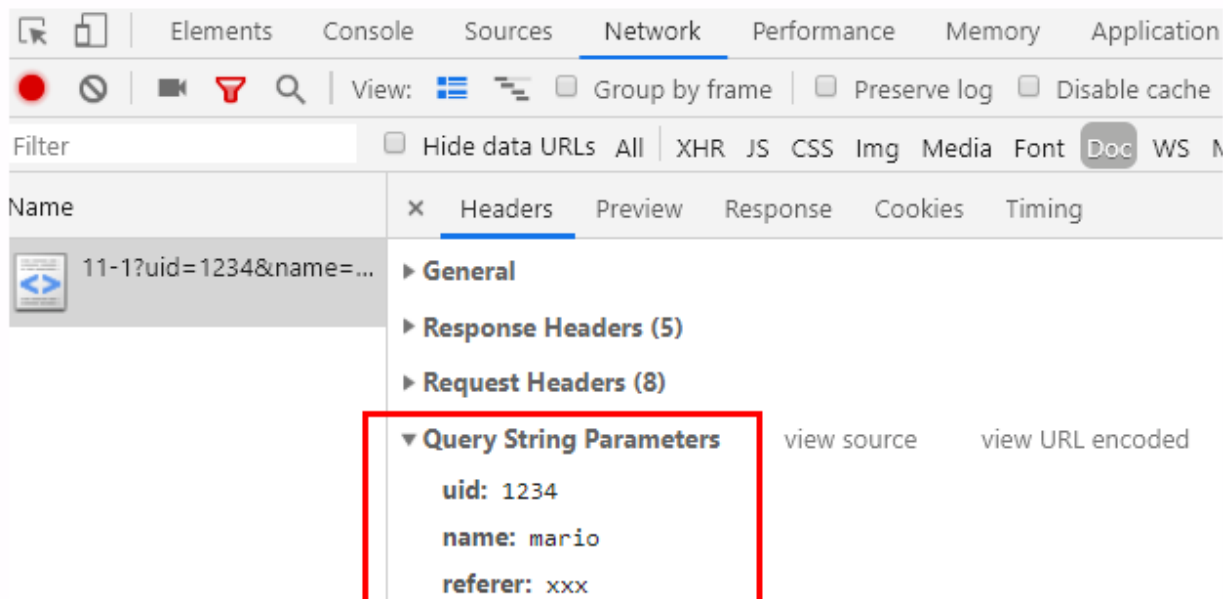 Elements Console Sources Network Performance Memory Application
View: Group by frame Preserve log Disable cache
Filter Hide data URLs All XHR JS CSS Img Media Font Doc WS
Name
× Headers Preview Response Cookies Timing
11-1?uid=1234&name=...
General
Response Headers (5)
Request Headers (8)
Query String Parameters view source view URL encoded
uid: 1234
name: mario
referer: xxx